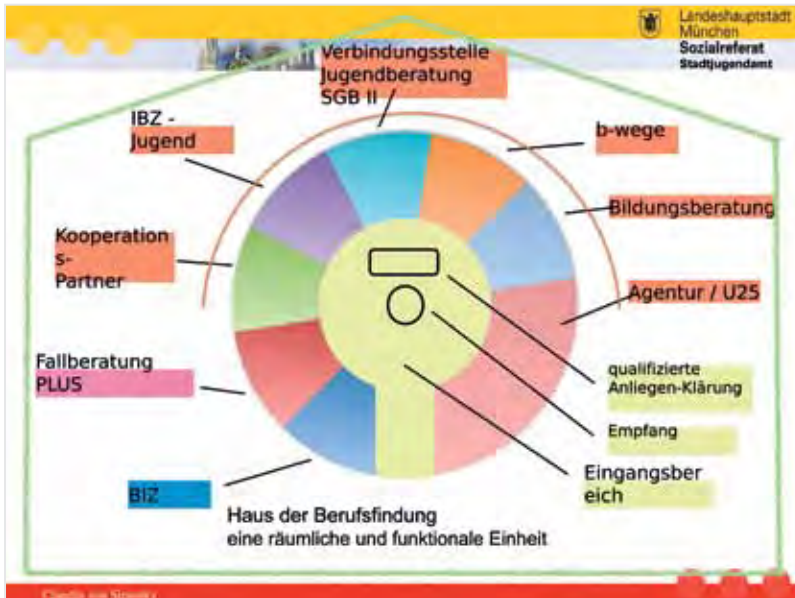 Landeshauptstadt
München
Sozialreferat
Stadtjugendamt
Verbindungsstelle
Jugendberatung
SGB II
IBZ -
Jugend
b-wege
Bildungsberatung
Kooperation
s-
Partner
Agentur / U25
Fallberatung
PLUS
qualifizierte
Anliegen-Klärung
Empfang
Eingangsber
eich
BIZ
Haus der Berufsfindung
eine räumliche und funktionale Einheit